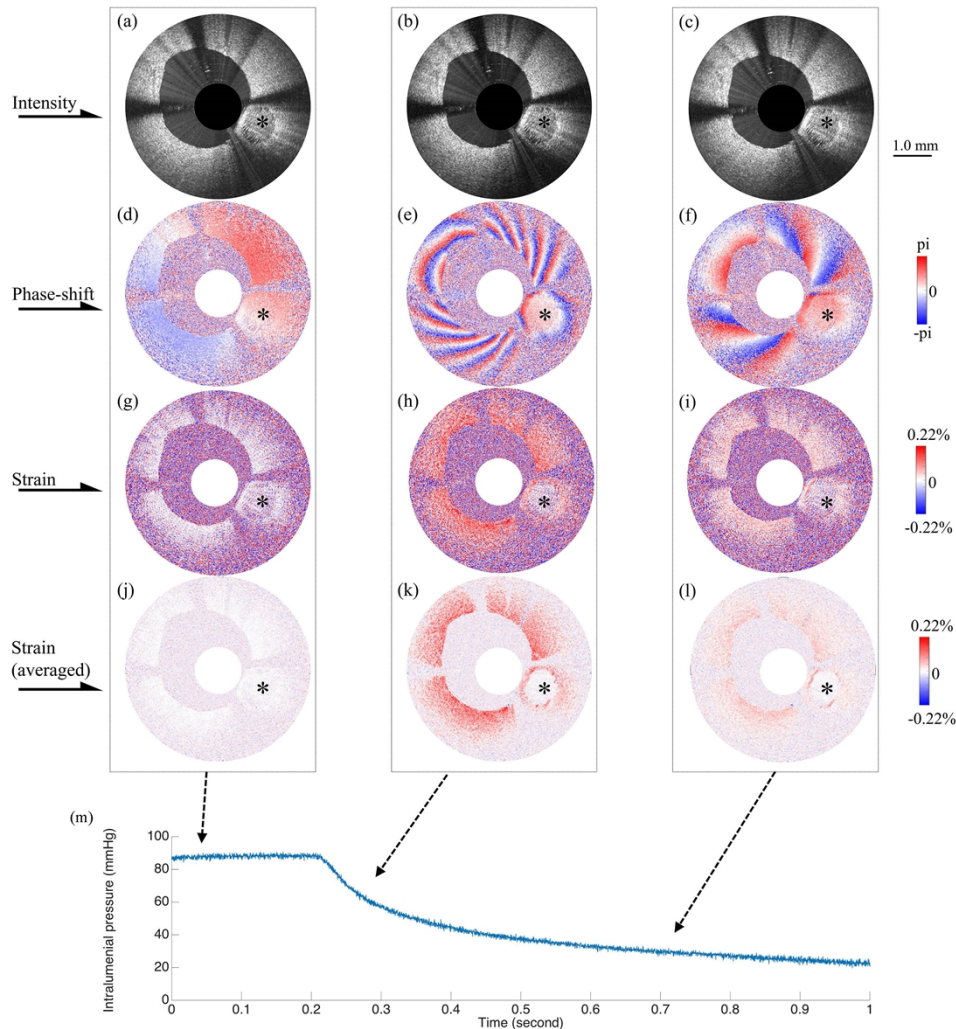 (a)
(b)
(c)
Intensity
*
*
*
1.0 mm
(d)
(e)
(f)
Phase-shift
*
*
*
pi
0
-pi
(g)
(h)
(i)
Strain
*
*
*
0.22%
0
-0.22%
(j)
(k)
(l)
Strain
(averaged)
*
*
*
0.22%
0
-0.22%
(m)
Intralumenial pressure (mmHg)
100
80
60
40
20
0
0
0.1
0.2
0.3
0.4
0.5
0.6
0.7
0.8
0.9
1
Time (second)